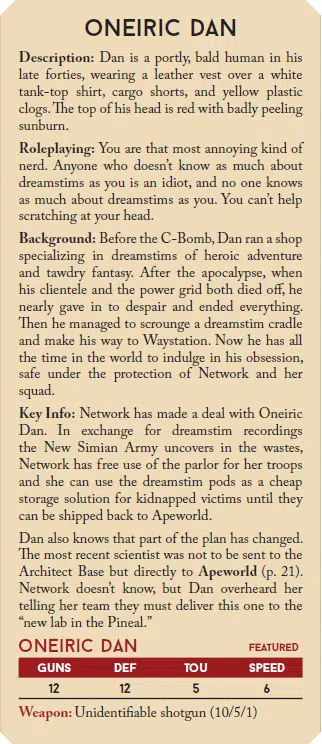 ONEIRIC DAN
Description: Dan is a portly, bald human in his
late forties, wearing a leather vest over a white
tank-top shirt, cargo shorts, and yellow plastic
clogs. The top of his head is red with badly peeling
sunburn.
Roleplaying: You are that most annoying kind of
nerd. Anyone who doesn't know as much about
dreamstims as you is an idiot, and no one knows
as much about dreamstims as you. You can't help
scratching at your head.
Background: Before the C-Bomb, Dan ran a shop
specializing in dreamstims of heroic adventure
and tawdry fantasy. After the apocalypse, when
his clientele and the power grid both died off, he
nearly gave in to despair and ended everything.
Then he managed to scrounge a dreamstim cradle
and make his way to Waystation. Now he has all
the time in the world to indulge in his obsession,
safe under the protection of Network and her
squad.
Key Info: Network has made a deal with Oneiric
Dan. In exchange for dreamstim recordings
the New Simian Army uncovers in the wastes,
Network has free use of the parlor for her troops
and she can use the dreamstim pods as a cheap
storage solution for kidnapped victims until they
can be shipped back to Apeworld.
Dan also knows that part of the plan has changed.
The most recent scientist was not to be sent to the
Architect Base but directly to Apeworld (p. 21).
Network doesn't know, but Dan overheard her
telling her team they must deliver this one to the
"new lab in the Pineal."
ONEIRIC DAN FEATURED
GUNS DEF TOU SPEED
12 12 5 6
Weapon: Unidentifiable shotgun (10/5/1)